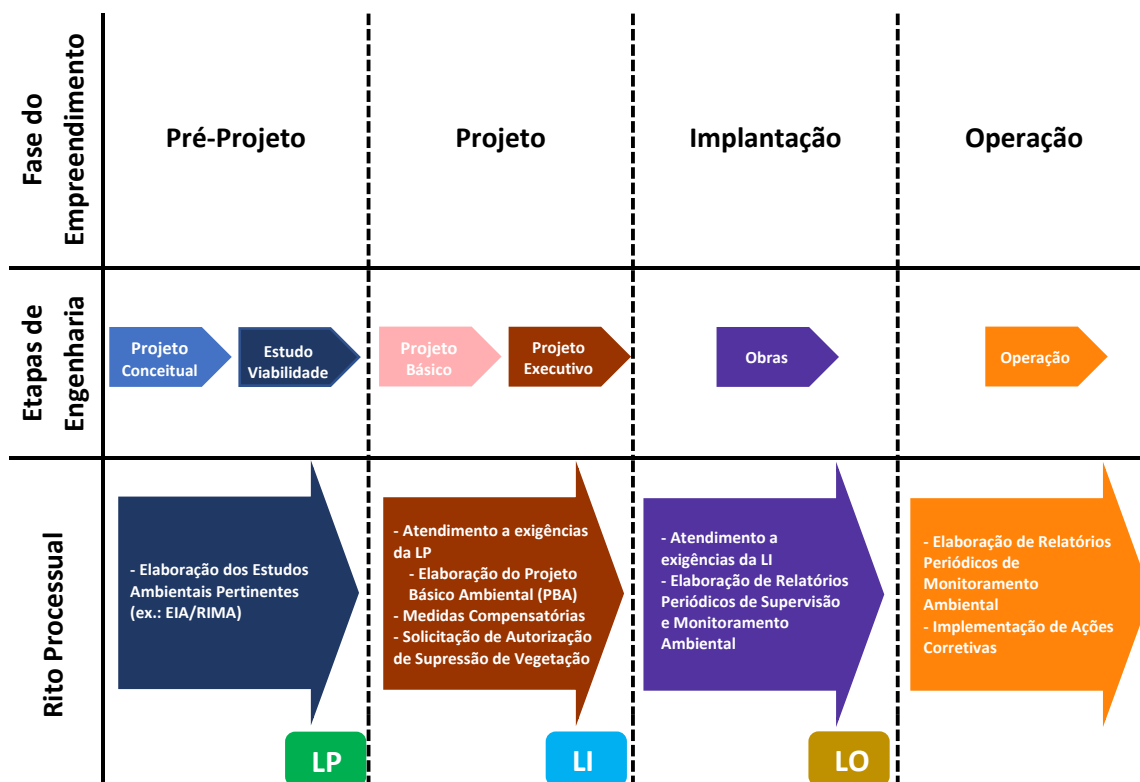 Fase do
Empreendimento
Pré-Projeto
Projeto
Implantação
Operação
Etapas de
Engenharia
Projeto
Conceitual
Estudo
Viabilidade
Projeto
Básico
Projeto
Executivo
Obras
Operação
Rito Processual
- Elaboração dos Estudos
Ambientais Pertinentes
(ex.: EIA/RIMA)
- Atendimento a exigências
da LP
- Elaboração do Projeto
Básico Ambiental (PBA)
- Medidas Compensatórias
- Solicitação de Autorização
de Supressão de Vegetação
- Atendimento a
exigências da LI
- Elaboração de Relatórios
Periódicos de Supervisão
e Monitoramento
Ambiental
- Elaboração de Relatórios
Periódicos de
Monitoramento
Ambiental
- Implementação de Ações
Corretivas
LP
LI
LO